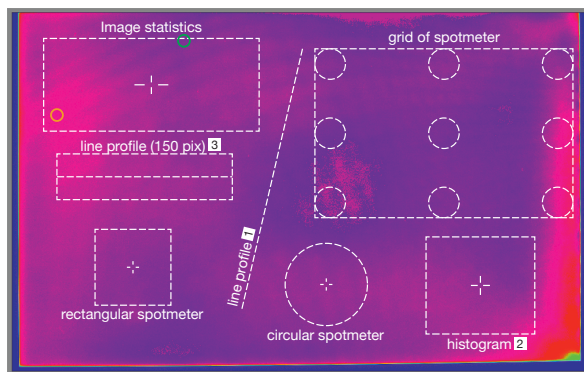 Image statistics
grid of spotmeter
line profile (150 pix) 3
line profile 1
rectangular spotmeter
circular spotmeter
histogram 2